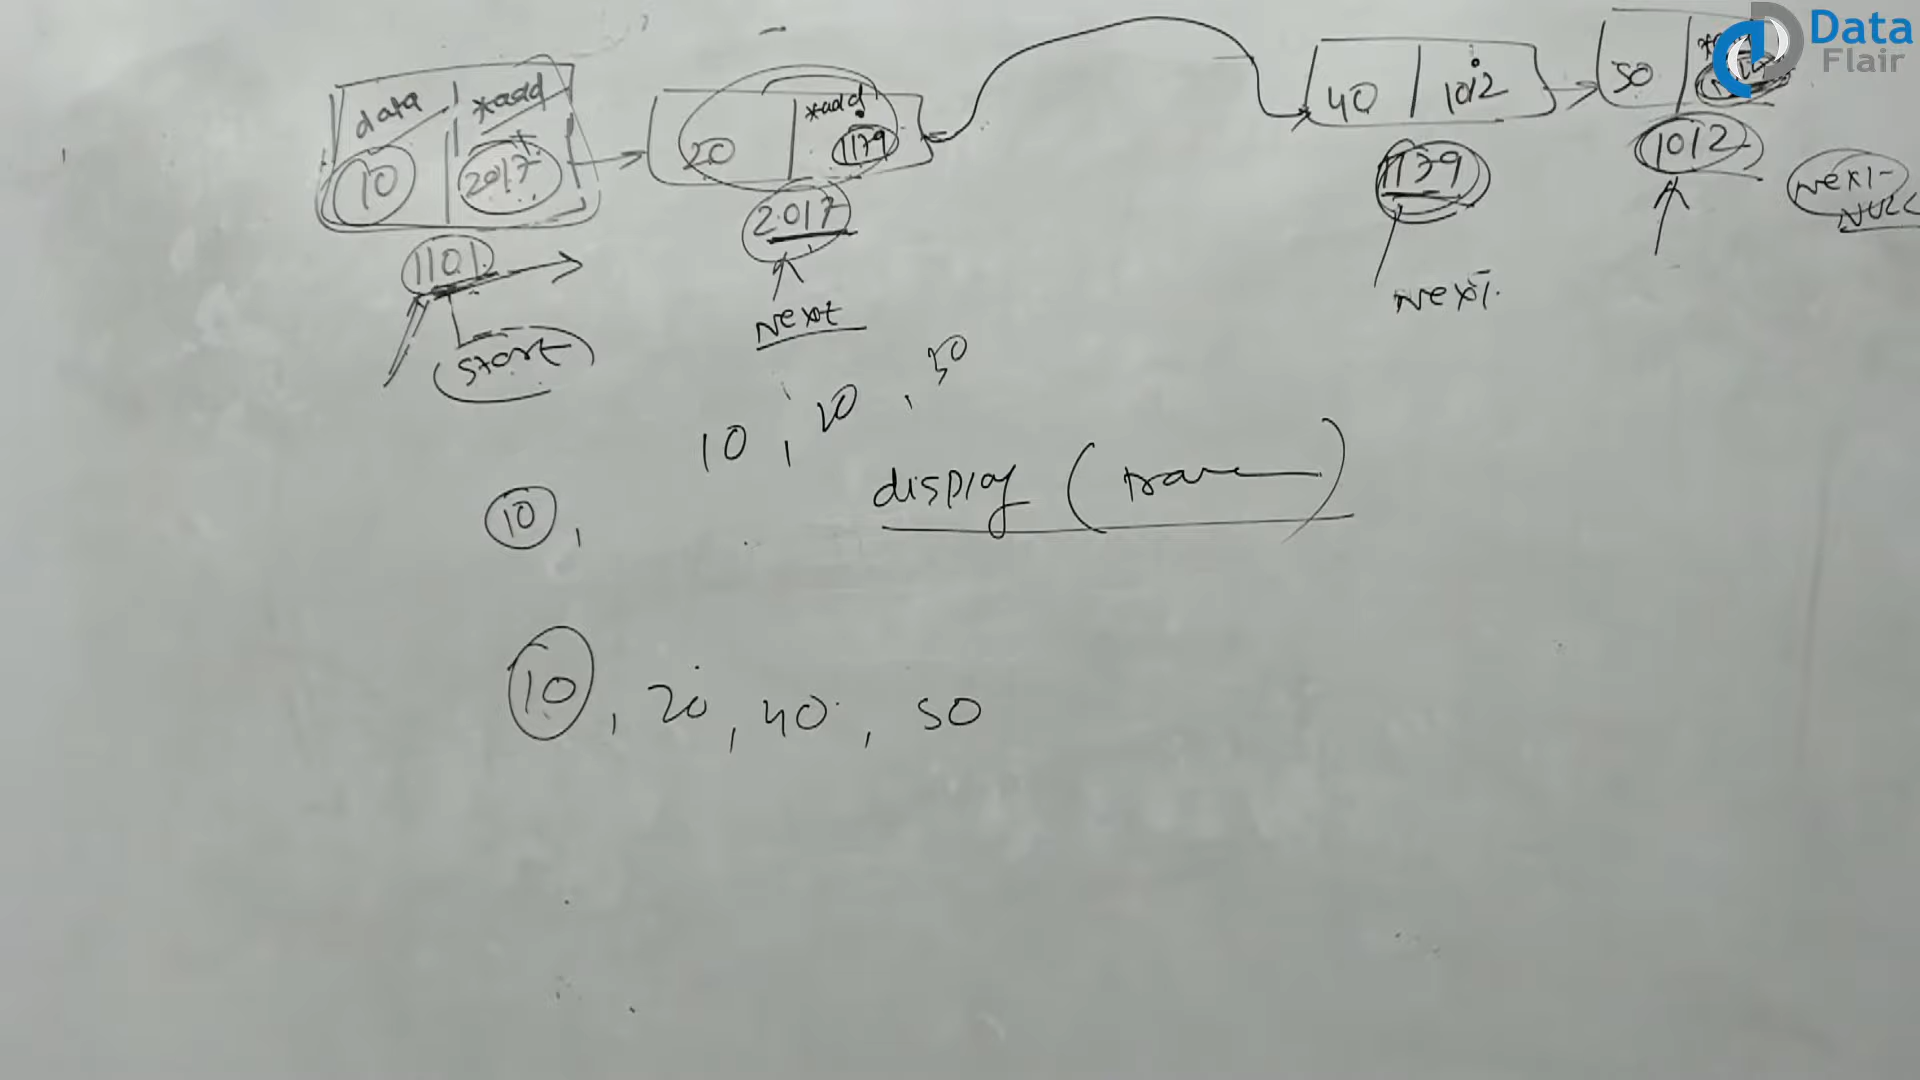 Data
Flair
data *add
10 2017
1101
start
20 *add
1179
2017
Next
40 1012
1139
Next
50
1012
Next-
NULL
10, 20, 30
display (trave
10,
10, 20, 40, 50